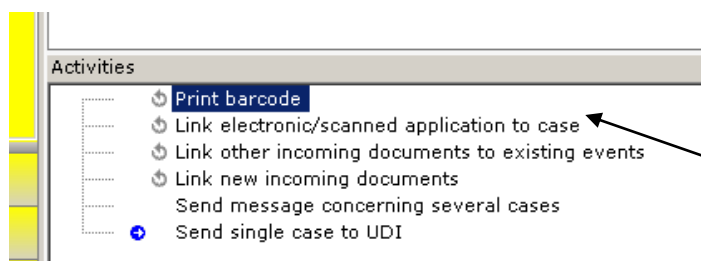 Activities
Print barcode
Link electronic/scanned application to case
Link other incoming documents to existing events
Link new incoming documents
Send message concerning several cases
Send single case to UDI